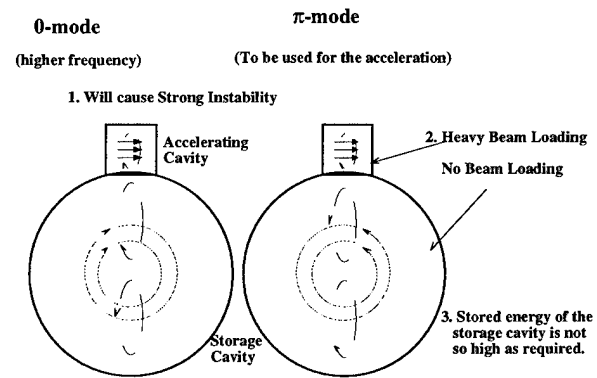 0-mode
π-mode
(higher frequency)
(To be used for the acceleration)
1. Will cause Strong Instability
Accelerating
Cavity
2. Heavy Beam Loading
No Beam Loading
3. Stored energy of the
storage cavity is not
so high as required.
Storage
Cavity